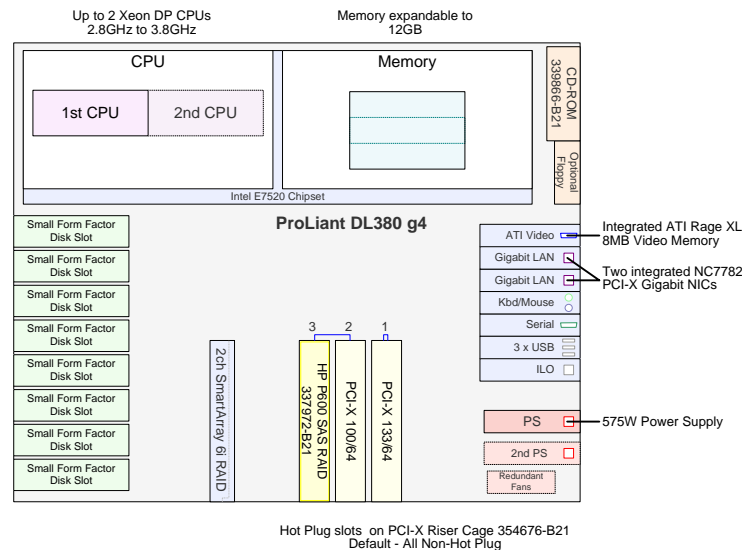 Up to 2 Xeon DP CPUs
2.8GHz to 3.8GHz
Memory expandable to
12GB
CPU
Memory
1st CPU
2nd CPU
CD-ROM
339866-B21
Optional
Floppy
Intel E7520 Chipset
ProLiant DL380 g4
Small Form Factor
Disk Slot
Small Form Factor
Disk Slot
Small Form Factor
Disk Slot
Small Form Factor
Disk Slot
Small Form Factor
Disk Slot
Small Form Factor
Disk Slot
Small Form Factor
Disk Slot
Small Form Factor
Disk Slot
ATI Video
Integrated ATI Rage XL
8MB Video Memory
Gigabit LAN
Gigabit LAN
Two integrated NC7782
PCI-X Gigabit NICs
Kbd/Mouse
Serial
3 x USB
ILO
3
2
1
2ch SmartArray 6i RAID
HP P600 SAS RAID
337972-B21
PCI-X 100/64
PCI-X 133/64
PS
575W Power Supply
2nd PS
Redundant
Fans
Hot Plug slots on PCI-X Riser Cage 354676-B21
Default - All Non-Hot Plug